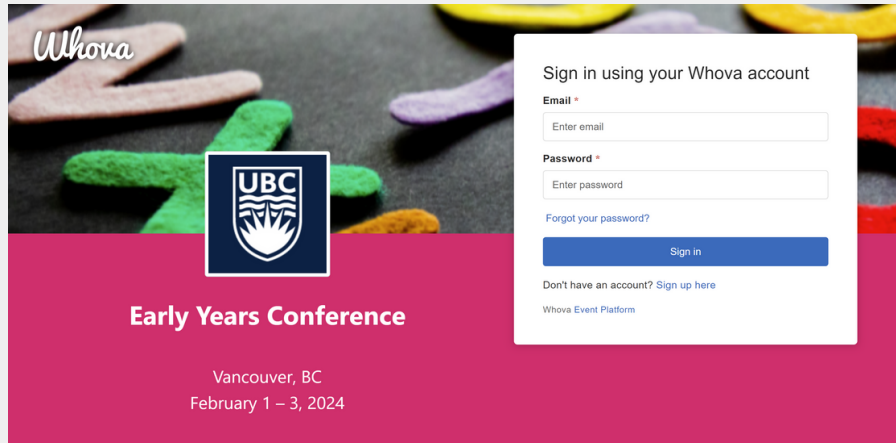 Whova
UBC
Early Years Conference
Vancouver, BC
February 1 – 3, 2024
Sign in using your Whova account
Email *
Enter email
Password *
Enter password
Forgot your password?
Sign in
Don't have an account? Sign up here
Whova Event Platform